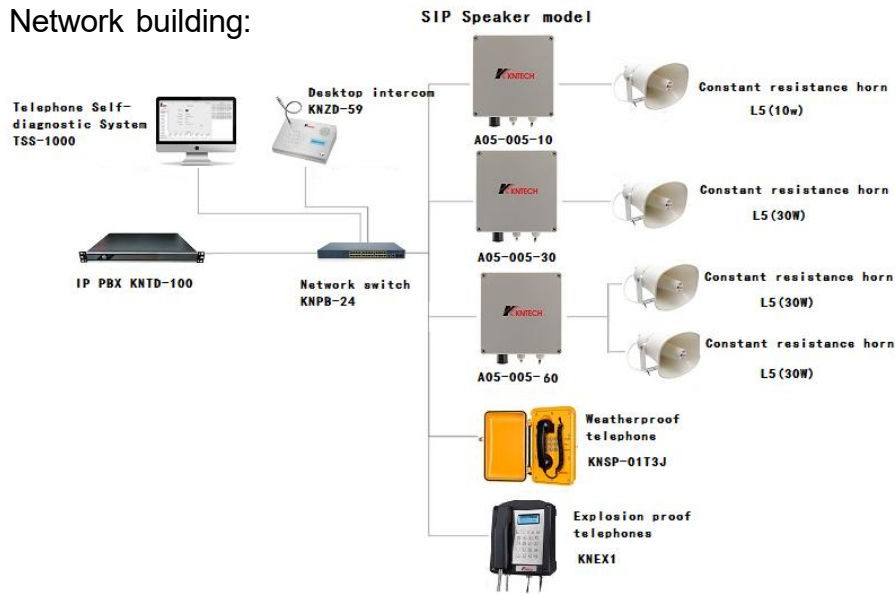 Network building:
SIP Speaker model
Telephone Self-
diagnostic System
TSS-1000
Desktop intercom
KNZD-59
KNTECH
A05-005-10
Constant resistance horn
L5(10w)
KNTECH
A05-005-30
Constant resistance horn
L5(30W)
IP PBX KNTD-100
Network switch
KNPB-24
KNTECH
A05-005-60
Constant resistance horn
L5(30W)
Constant resistance horn
L5(30W)
Weatherproof
telephone
KNSP-01T3J
Explosion proof
telephones
KNEX1